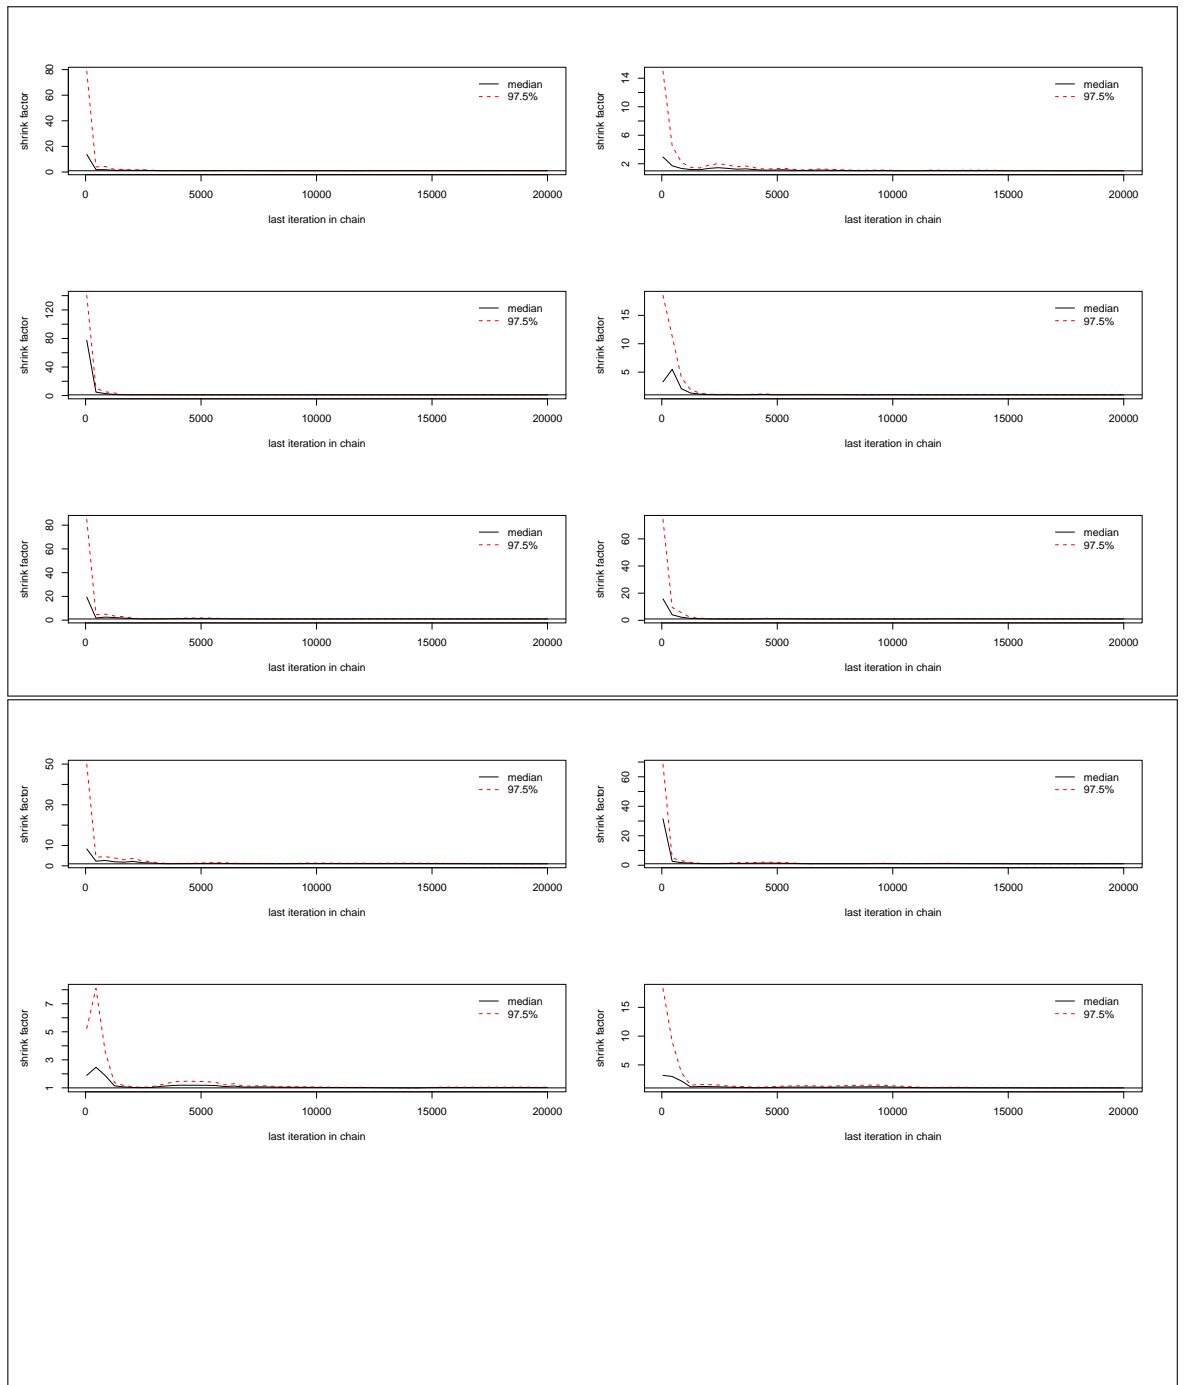 shrink factor
0 20 40 60 80
median
97.5%
0 5000 10000 15000 20000
last iteration in chain
shrink factor
2 6 10 14
median
97.5%
0 5000 10000 15000 20000
last iteration in chain
shrink factor
0 40 80 120
median
97.5%
0 5000 10000 15000 20000
last iteration in chain
shrink factor
5 10 15
median
97.5%
0 5000 10000 15000 20000
last iteration in chain
shrink factor
0 20 40 60 80
median
97.5%
0 5000 10000 15000 20000
last iteration in chain
shrink factor
0 20 40 60
median
97.5%
0 5000 10000 15000 20000
last iteration in chain
shrink factor
0 10 30 50
median
97.5%
0 5000 10000 15000 20000
last iteration in chain
shrink factor
0 10 20 30 40 60
median
97.5%
0 5000 10000 15000 20000
last iteration in chain
shrink factor
1 3 5 7
median
97.5%
0 5000 10000 15000 20000
last iteration in chain
shrink factor
5 10 15
median
97.5%
0 5000 10000 15000 20000
last iteration in chain